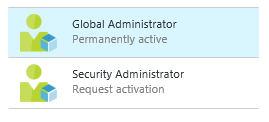 Global Administrator
Permanently active
Security Administrator
Request activation